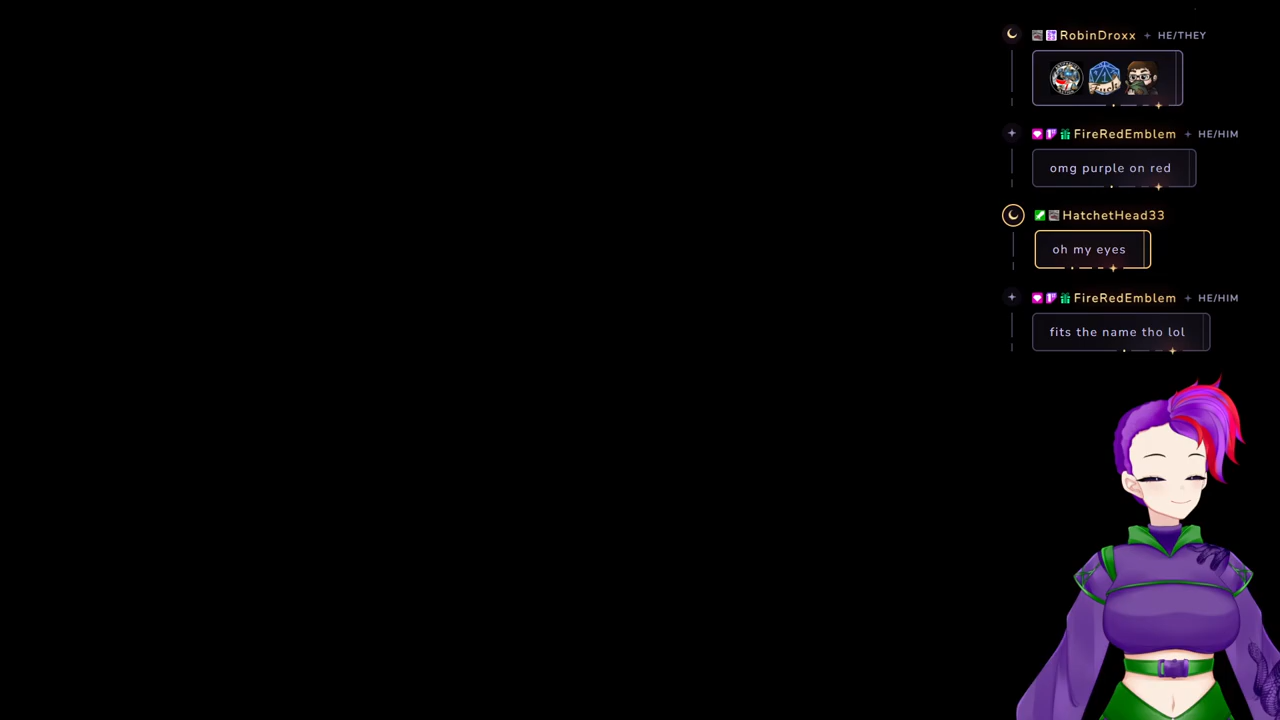 RobinDroxx + HE/THEY
FireRedEmblem + HE/HIM
omg purple on red
HatchetHead33
oh my eyes
FireRedEmblem + HE/HIM
fits the name tho lol